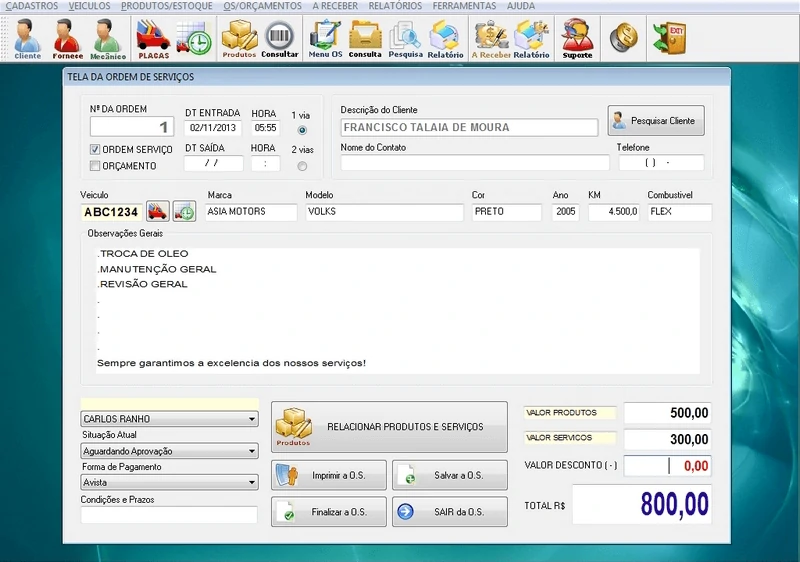 CADASTROS VEÍCULOS PRODUTOS/ESTOQUE OS/ORÇAMENTOS A RECEBER RELATÓRIOS FERRAMENTAS AJUDA
Cliente Fornece Mecânico PLACAS Produtos Consultar Menu OS Consulta Pesquisa Relatório A Receber Relatório Suporte EXIT
TELA DA ORDEM DE SERVIÇOS
Nº DA ORDEM DT ENTRADA HORA 1 via
1 02/11/2013 05:55
ORDEM SERVIÇO DT SAÍDA HORA 2 vias
ORÇAMENTO / / :
Descrição do Cliente
FRANCISCO TALAIA DE MOURA Pesquisar Cliente
Nome do Contato Telefone
( ) -
Veiculo Marca Modelo Cor Ano KM Combustivel
ABC1234 ASIA MOTORS VOLKS PRETO 2005 4.500,0 FLEX
Observações Gerais
.TROCA DE OLEO
.MANUTENÇÃO GERAL
.REVISÃO GERAL
.
.
.
.
Sempre garantimos a excelencia dos nossos serviços!
CARLOS RANHO
Situação Atual
Aguardando Aprovação
Forma de Pagamento
Avista
Condições e Prazos
Produtos RELACIONAR PRODUTOS E SERVIÇOS
Imprimir a O.S. Salvar a O.S.
Finalizar a O.S. SAIR da O.S.
VALOR PRODUTOS 500,00
VALOR SERVICOS 300,00
VALOR DESCONTO ( - ) 0,00
TOTAL R$ 800,00